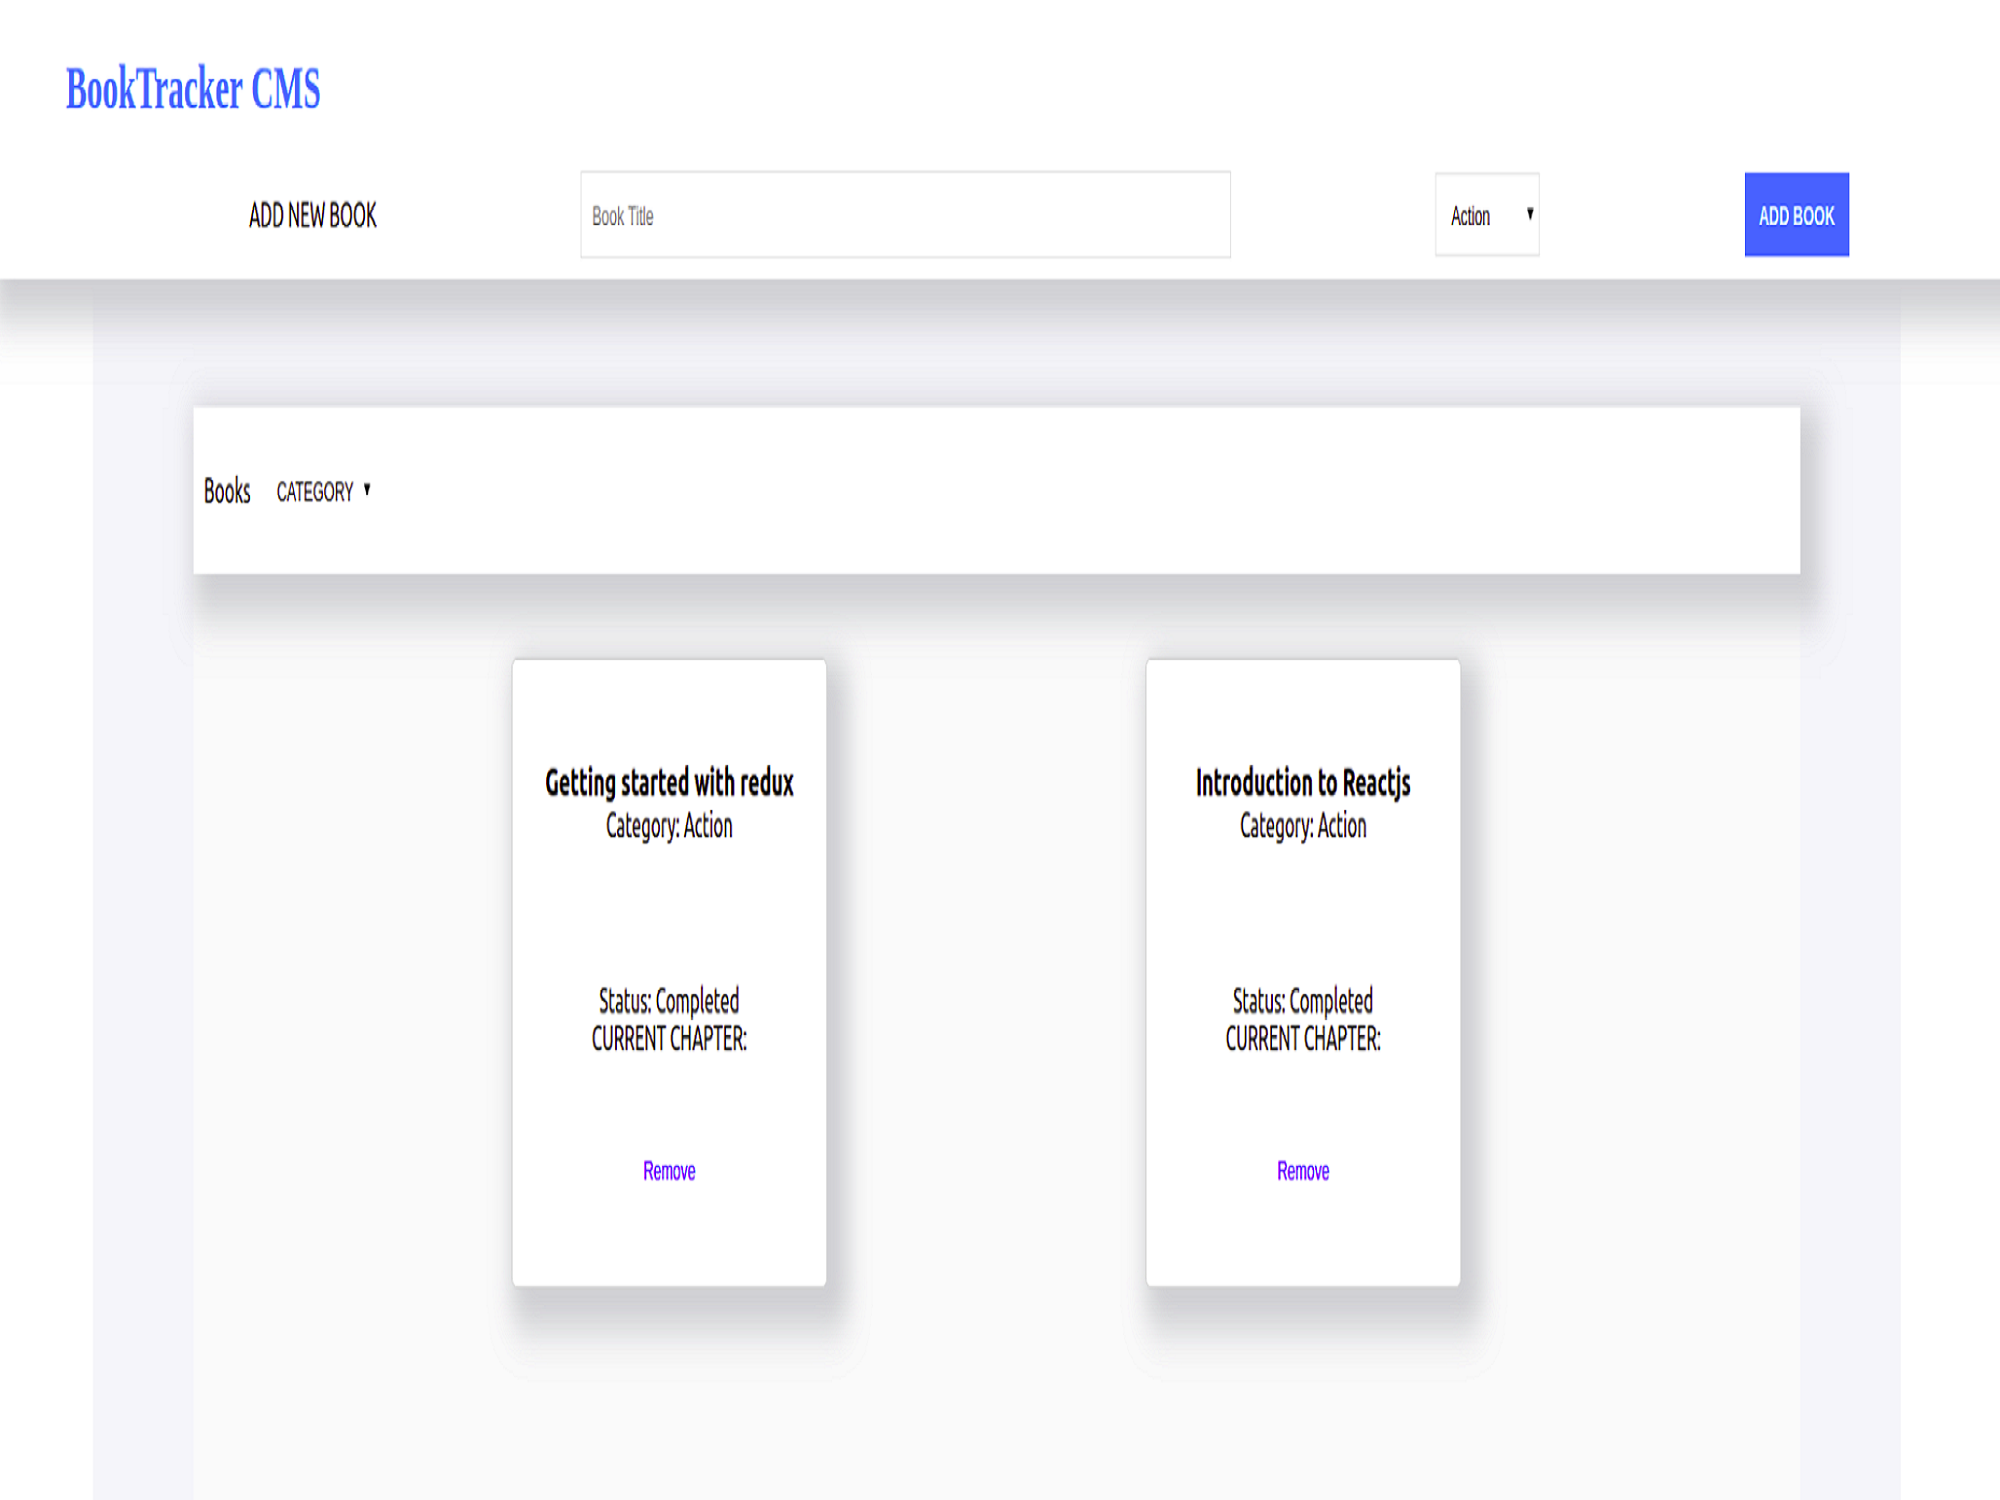 BookTracker CMS
ADD NEW BOOK
Book Title
Action
ADD BOOK
Books CATEGORY
Getting started with redux
Category: Action
Status: Completed
CURRENT CHAPTER:
Remove
Introduction to Reactjs
Category: Action
Status: Completed
CURRENT CHAPTER:
Remove